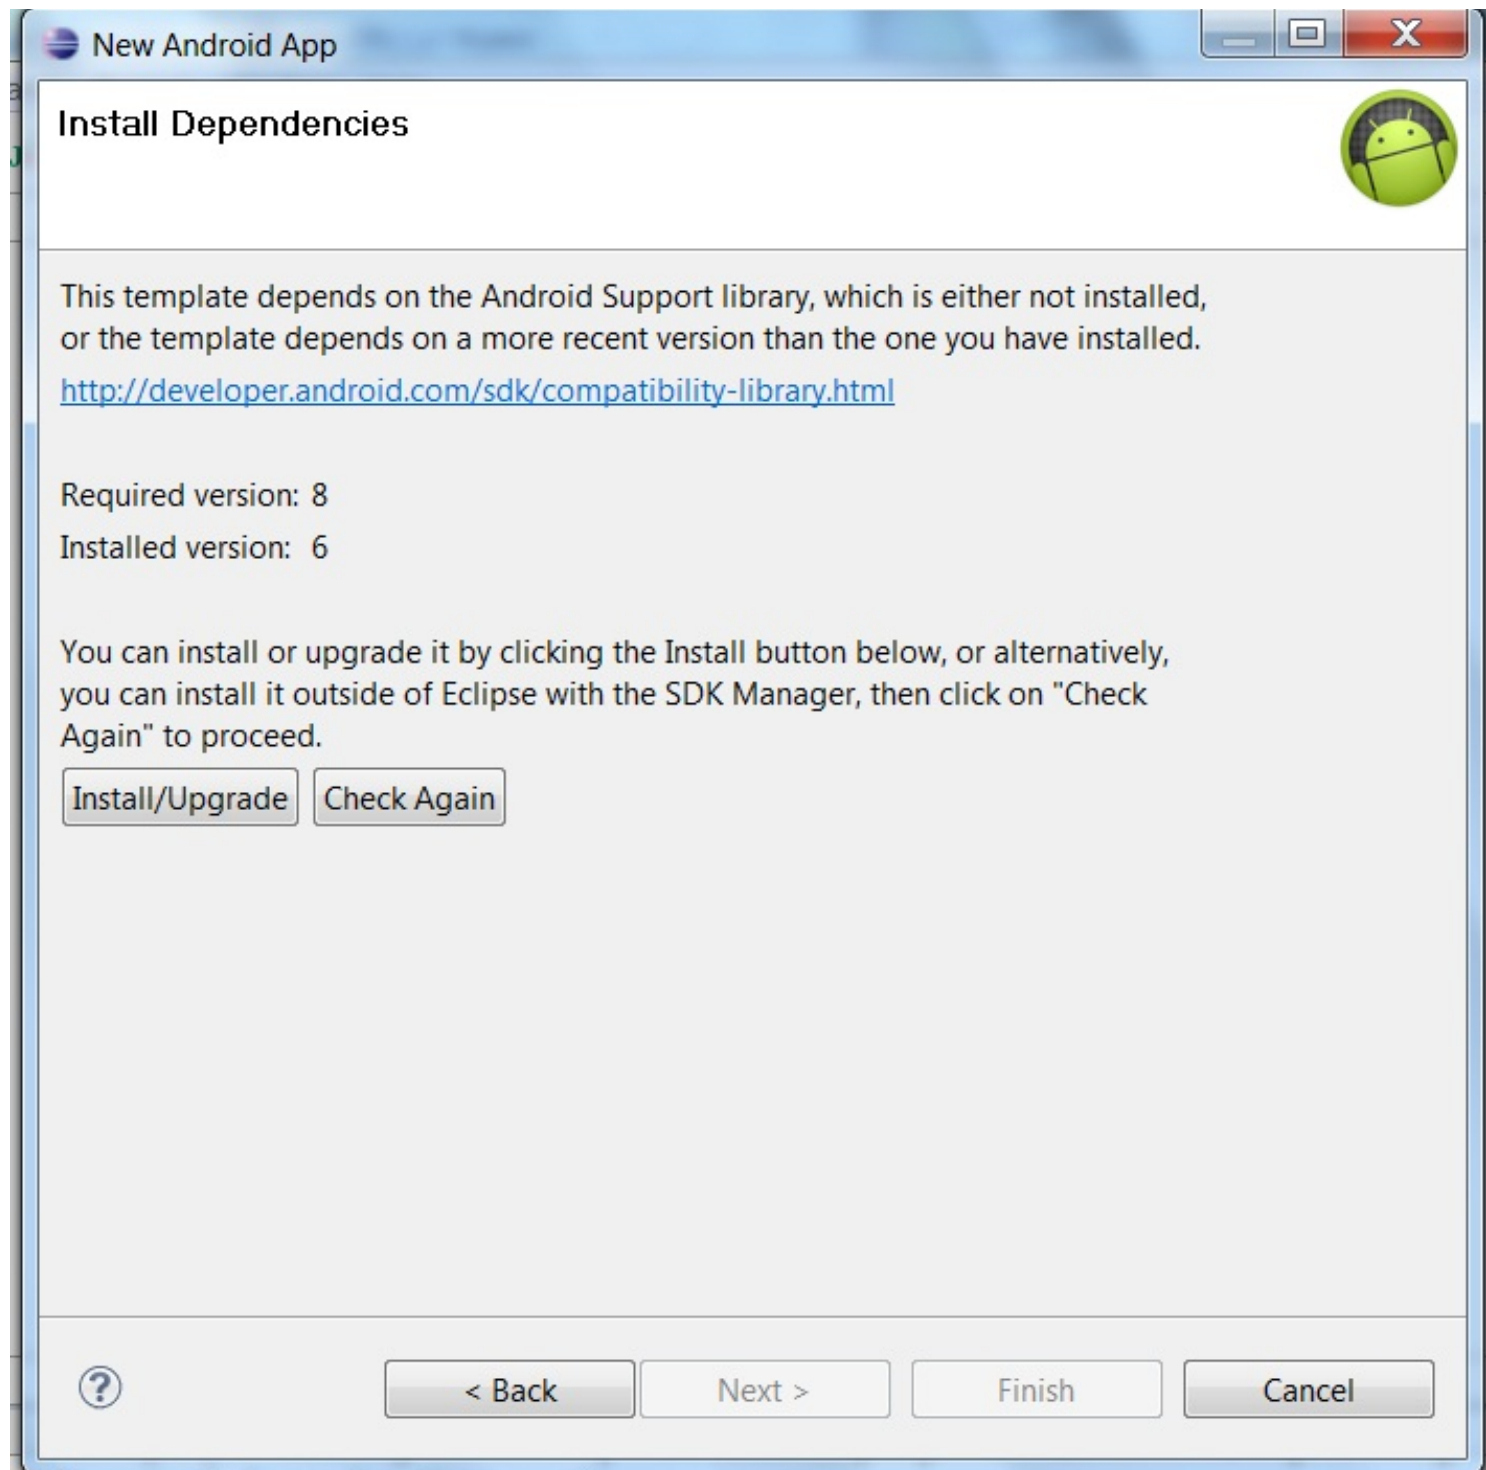 New Android App
Install Dependencies
This template depends on the Android Support library, which is either not installed,
or the template depends on a more recent version than the one you have installed.
http://developer.android.com/sdk/compatibility-library.html
Required version: 8
Installed version: 6
You can install or upgrade it by clicking the Install button below, or alternatively,
you can install it outside of Eclipse with the SDK Manager, then click on "Check
Again" to proceed.
Install/Upgrade Check Again
< Back Next > Finish Cancel